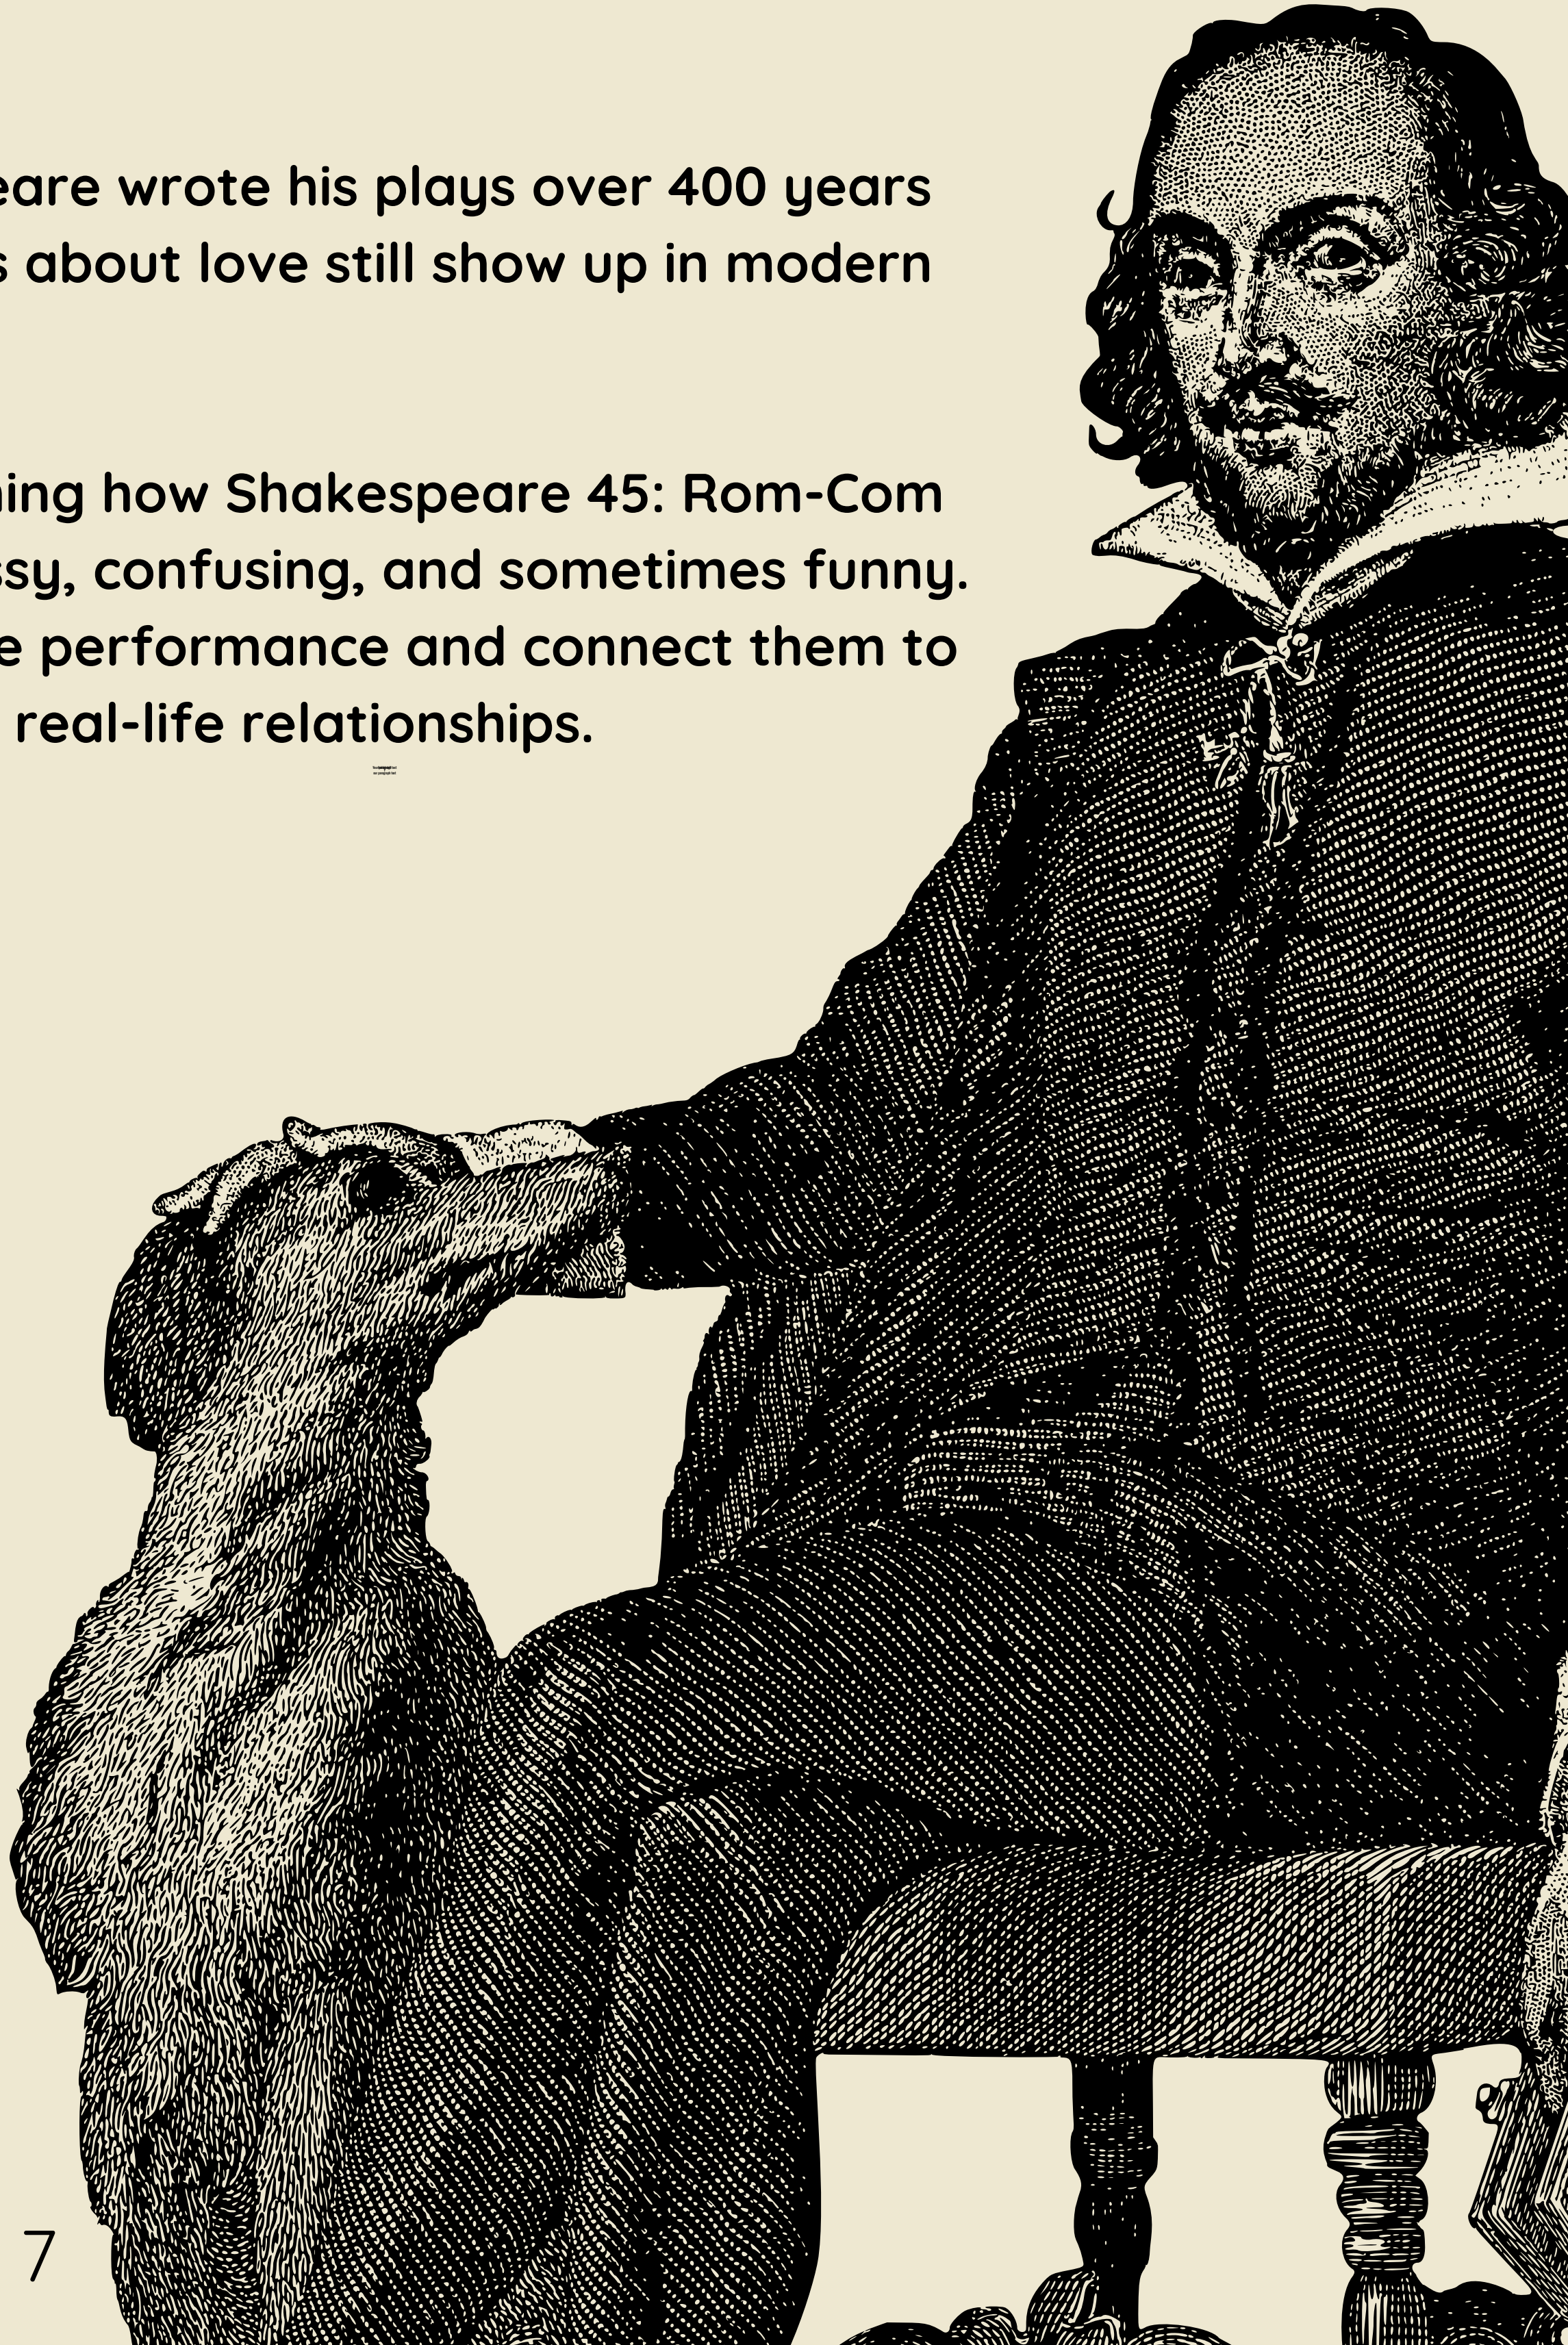 eare wrote his plays over 400 years
s about love still show up in modern
ing how Shakespeare 45: Rom-Com
ssy, confusing, and sometimes funny.
e performance and connect them to
real-life relationships.
7